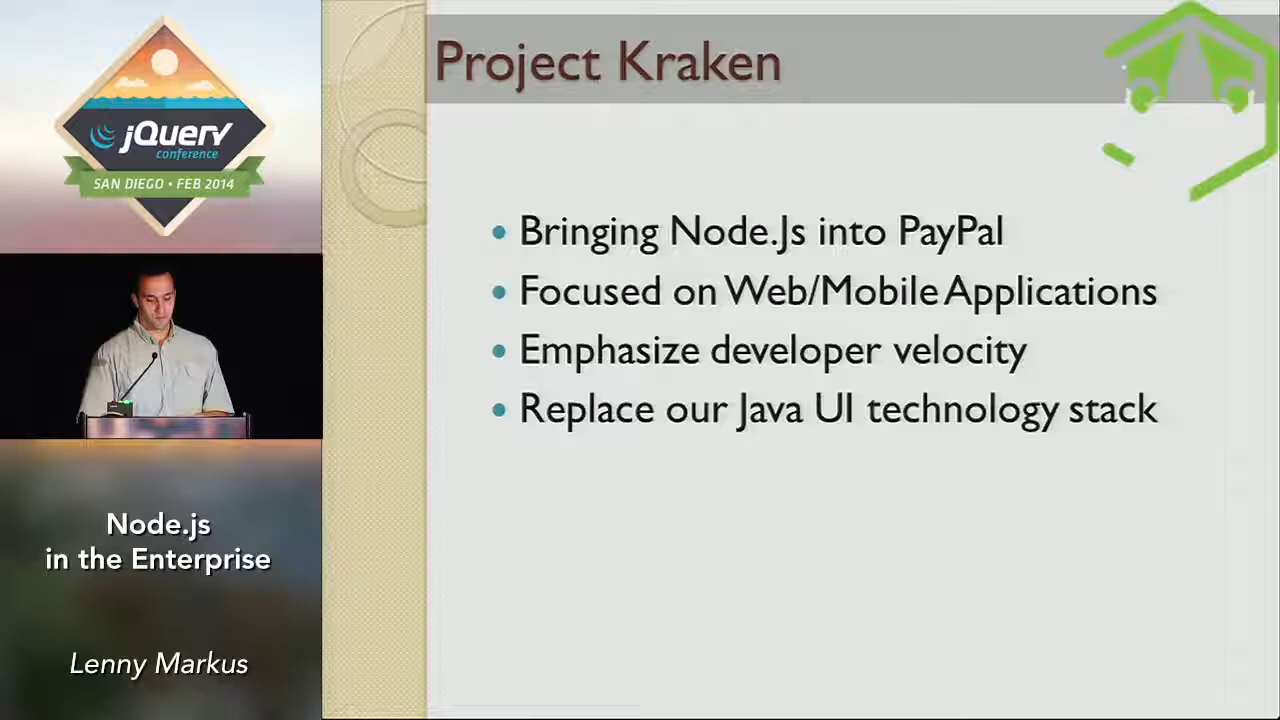 jQuery
conference
SAN DIEGO • FEB 2014
Node.js
in the Enterprise
Lenny Markus
Project Kraken
• Bringing Node.Js into PayPal
• Focused on Web/Mobile Applications
• Emphasize developer velocity
• Replace our Java UI technology stack